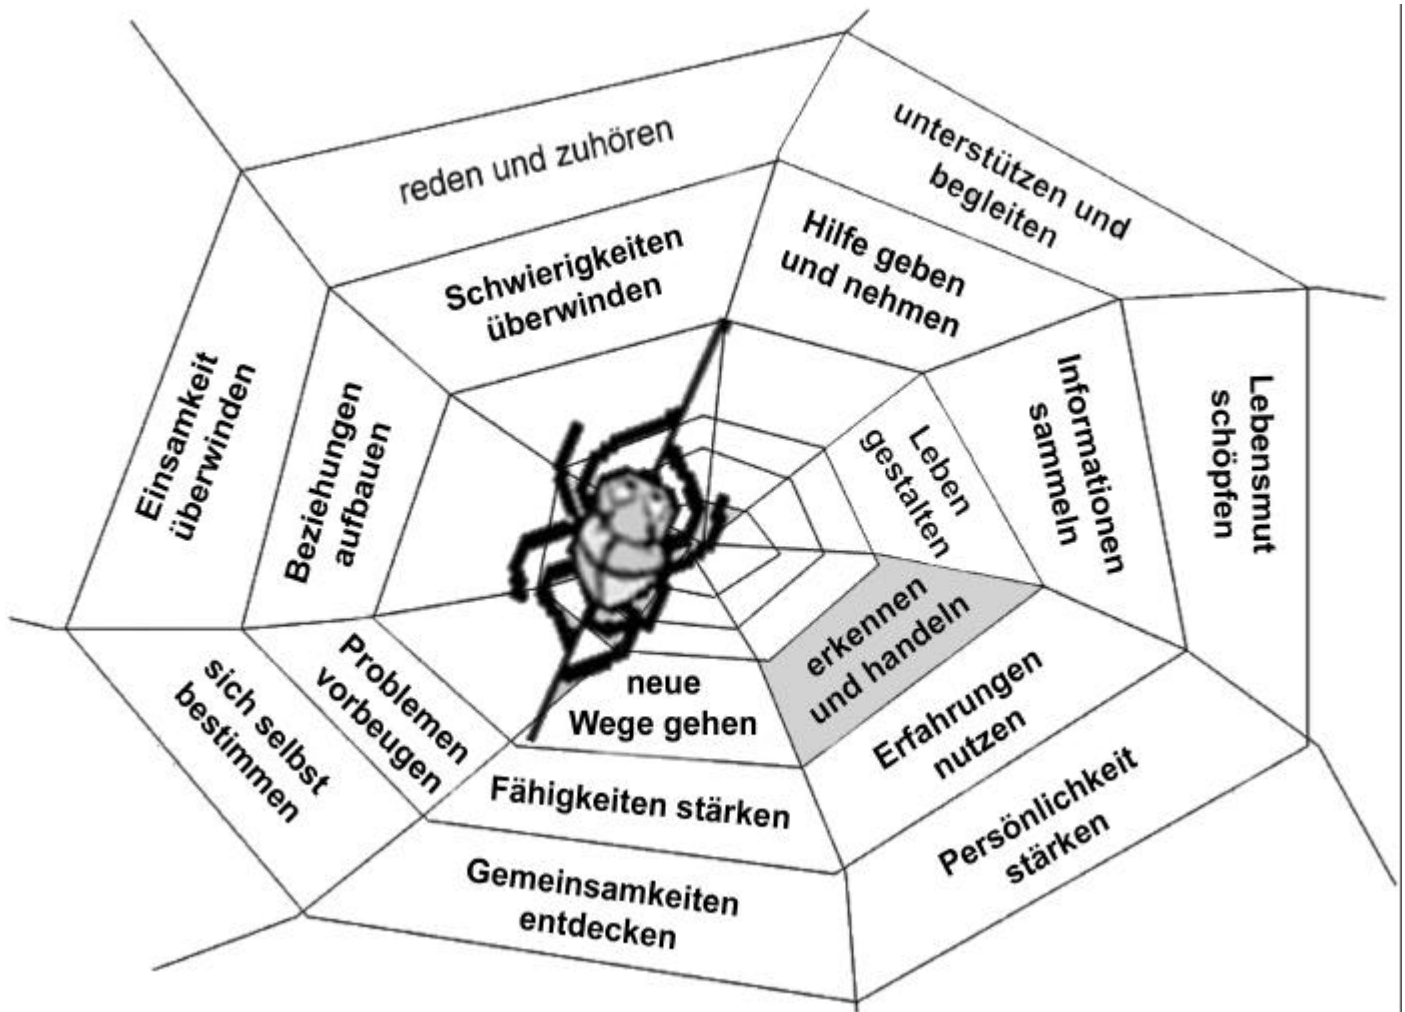 reden und zuhören
unterstützen und
begleiten
Schwierigkeiten
überwinden
Hilfe geben
und nehmen
Einsamkeit
überwinden
Beziehungen
aufbauen
Leben
gestalten
Informationen
sammeln
Lebensmut
schöpfen
erkennen
und handeln
sich selbst
bestimmen
Problemen
vorbeugen
neue
Wege gehen
Erfahrungen
nutzen
Fähigkeiten stärken
Persönlichkeit
stärken
Gemeinsamkeiten
entdecken